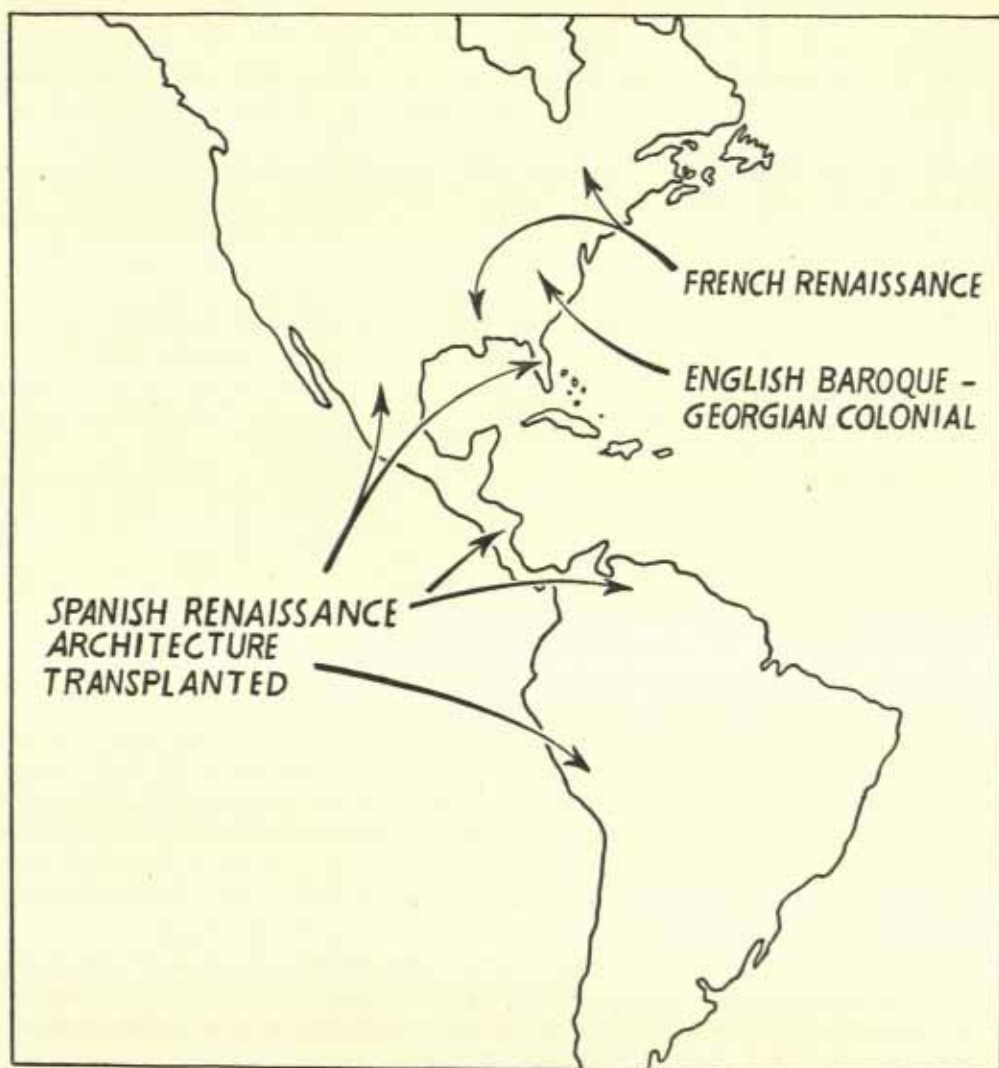 FRENCH RENAISSANCE
ENGLISH BAROQUE -
GEORGIAN COLONIAL
SPANISH RENAISSANCE
ARCHITECTURE
TRANSPLANTED